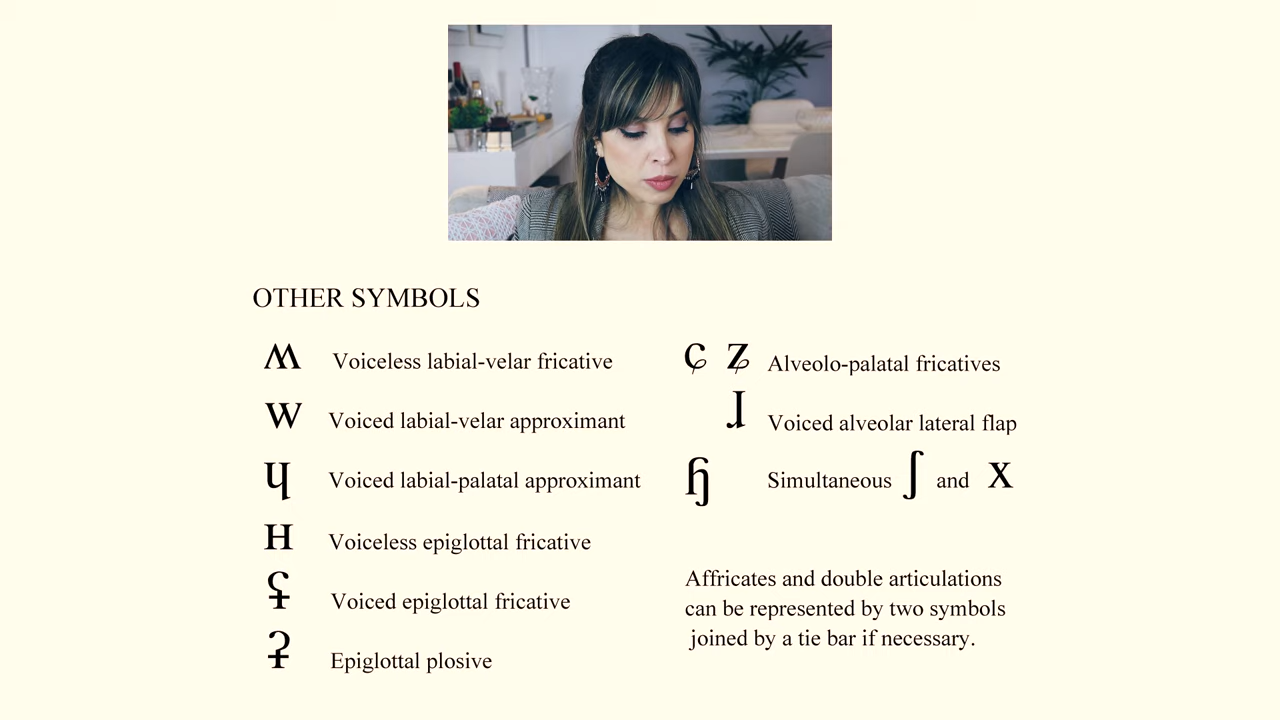 OTHER SYMBOLS
ʍ Voiceless labial-velar fricative
w Voiced labial-velar approximant
ɥ Voiced labial-palatal approximant
ʜ Voiceless epiglottal fricative
ʢ Voiced epiglottal fricative
ʡ Epiglottal plosive
ɕ ʑ Alveolo-palatal fricatives
ɺ Voiced alveolar lateral flap
ɧ Simultaneous ʃ and x
Affricates and double articulations
can be represented by two symbols
joined by a tie bar if necessary.